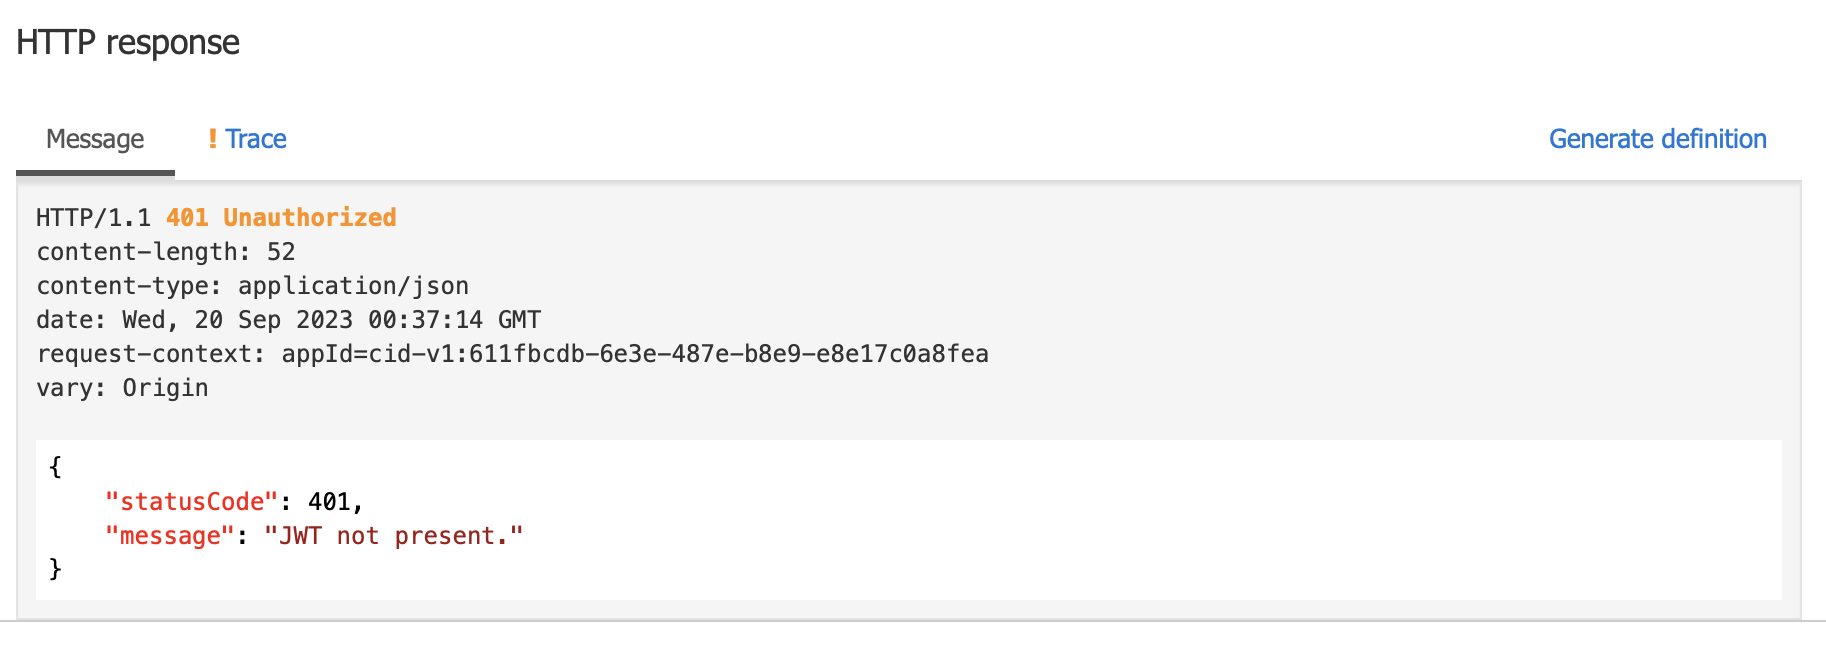 HTTP response
Message
! Trace
Generate definition
HTTP/1.1 401 Unauthorized
content-length: 52
content-type: application/json
date: Wed, 20 Sep 2023 00:37:14 GMT
request-context: appId=cid-v1:611fbcdb-6e3e-487e-b8e9-e8e17c0a8fea
vary: Origin
{
    "statusCode": 401,
    "message": "JWT not present."
}